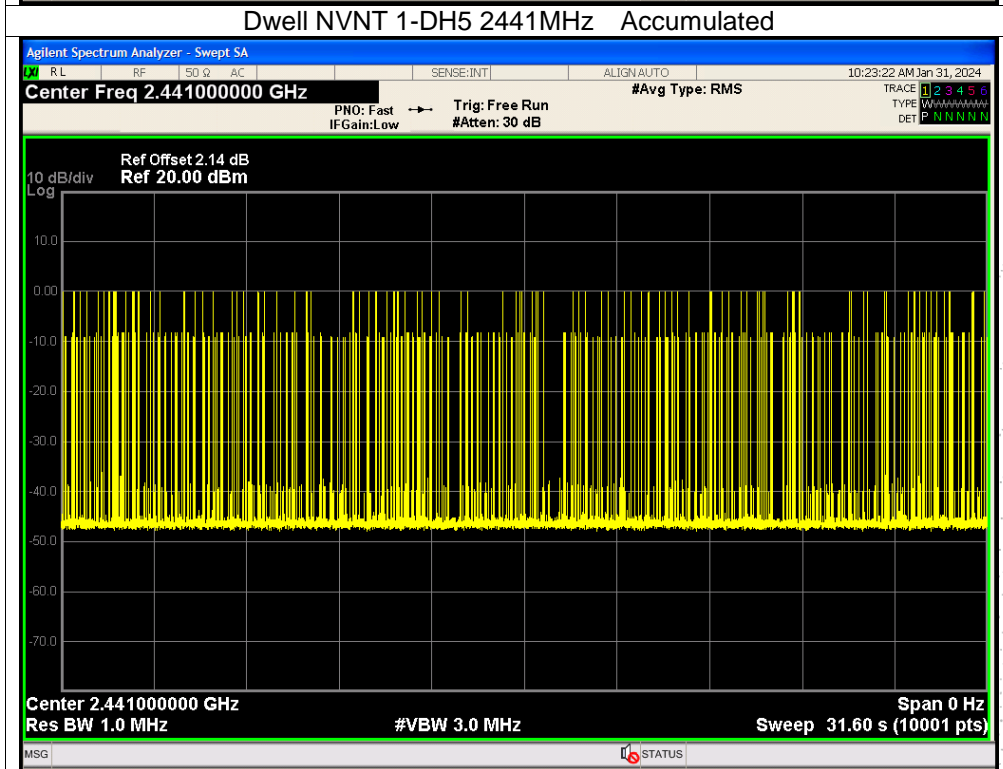 Dwell NVNT 1-DH5 2441MHz Accumulated
Agilent Spectrum Analyzer - Swept SA
LXI RL RF 50 Ω AC SENSE:INT ALIGN AUTO 10:23:22 AM Jan 31, 2024
Center Freq 2.441000000 GHz #Avg Type: RMS TRACE 1 2 3 4 5 6
PNO: Fast Trig: Free Run TYPE WWWWWW
IFGain:Low #Atten: 30 dB DET P N N N N N
Ref Offset 2.14 dB
10 dB/div Ref 20.00 dBm
Log
10.0
0.00
-10.0
-20.0
-30.0
-40.0
-50.0
-60.0
-70.0
Center 2.441000000 GHz Span 0 Hz
Res BW 1.0 MHz #VBW 3.0 MHz Sweep 31.60 s (10001 pts)
MSG STATUS